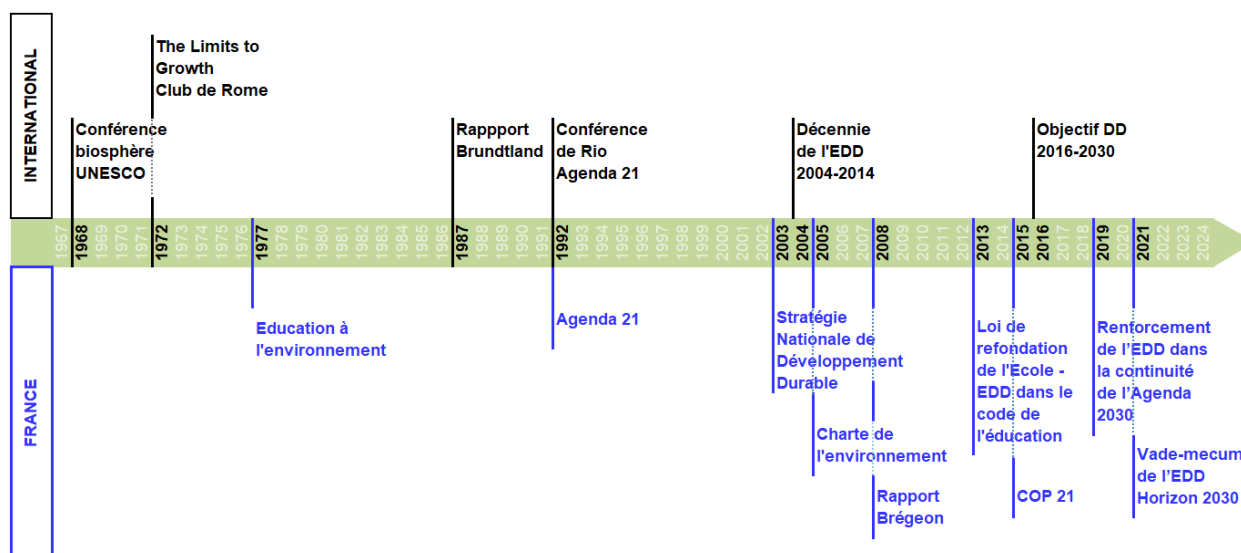 INTERNATIONAL
The Limits to
Growth
Club de Rome
Conférence
biosphère
UNESCO
Rappport
Brundtland
Conférence
de Rio
Agenda 21
Décennie
de l'EDD
2004-2014
Objectif DD
2016-2030
1967
1968
1969
1970
1971
1972
1973
1974
1975
1976
1977
1978
1979
1980
1981
1982
1983
1984
1985
1986
1987
1988
1989
1990
1991
1992
1993
1994
1995
1996
1997
1998
1999
2000
2001
2002
2003
2004
2005
2006
2007
2008
2009
2010
2011
2012
2013
2014
2015
2016
2017
2018
2019
2020
2021
2022
2023
2024
FRANCE
Education à
l'environnement
Agenda 21
Stratégie
Nationale de
Développement
Durable
Charte de
l'environnement
Rapport
Brégeon
Loi de
refondation
de l'Ecole -
EDD dans le
code de
l'éducation
COP 21
Renforcement
de l’EDD dans
la continuité
de l’Agenda
2030
Vade-mecum
de l’EDD
Horizon 2030